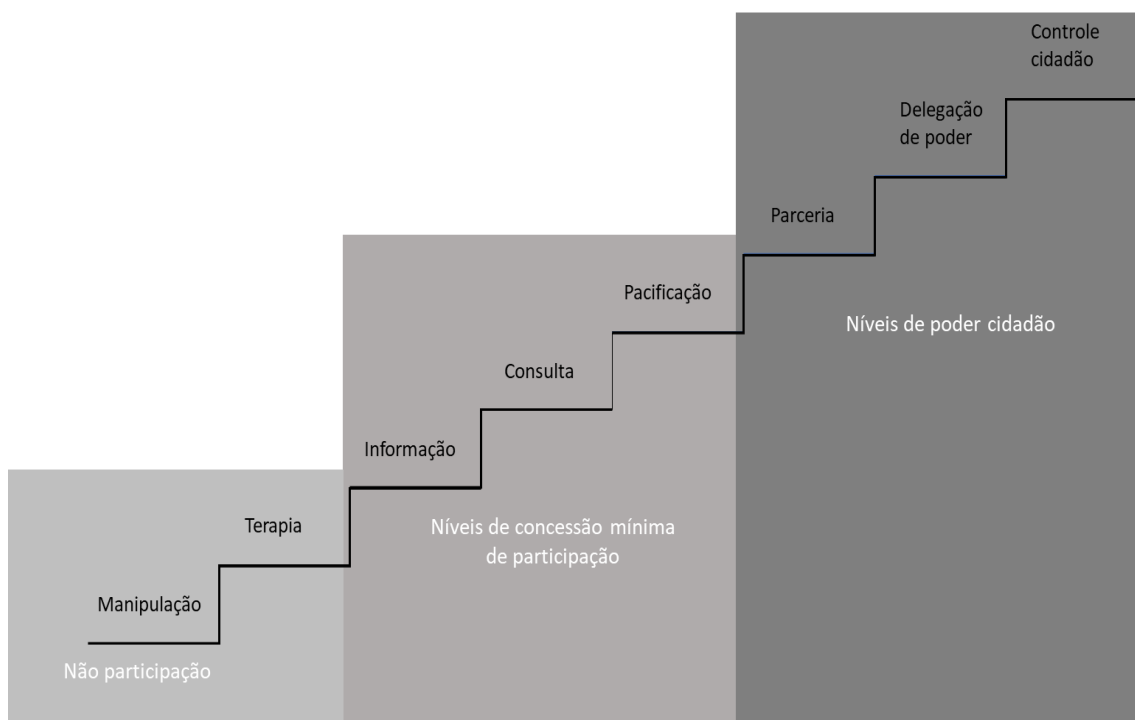 Controle
cidadão
Delegação
de poder
Parceria
Pacificação
Níveis de poder cidadão
Consulta
Informação
Terapia
Níveis de concessão mínima
de participação
Manipulação
Não participação